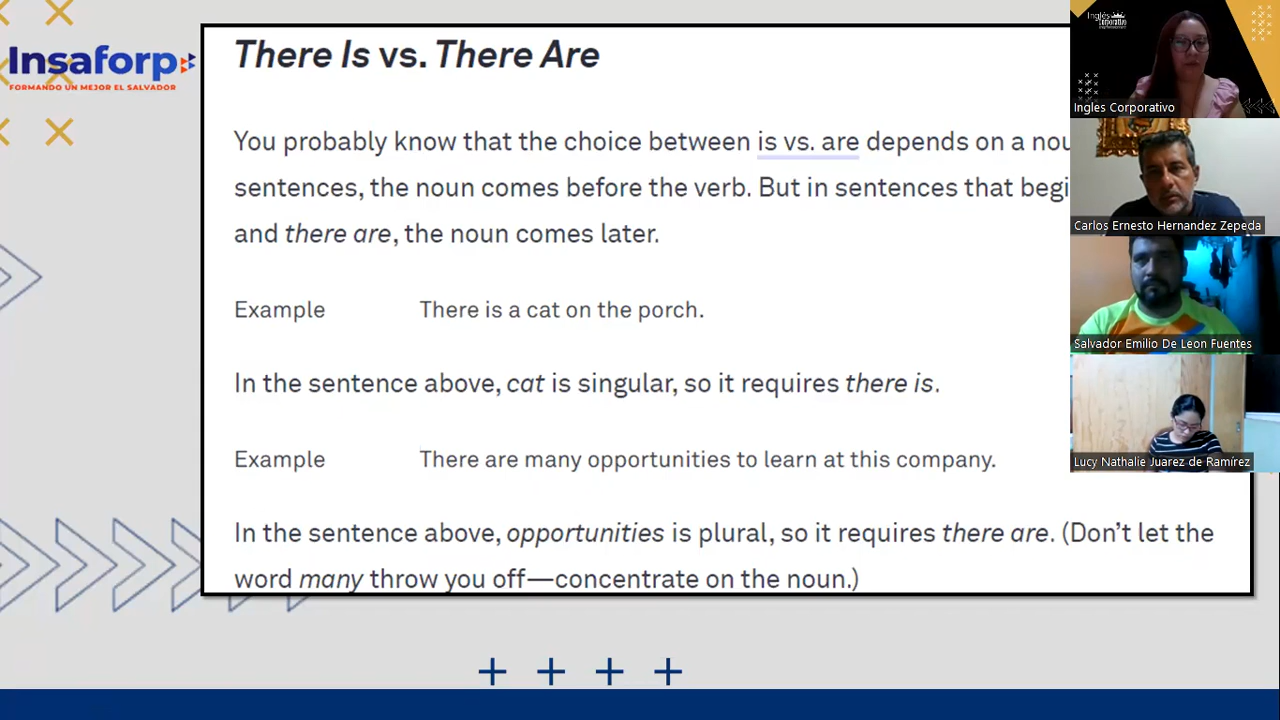 Insaforp
FORMANDO UN MEJOR EL SALVADOR
There Is vs. There Are
You probably know that the choice between is vs. are depends on a
sentences, the noun comes before the verb. But in sentences that
and there are, the noun comes later.
Example There is a cat on the porch.
In the sentence above, cat is singular, so it requires there is.
Example There are many opportunities to learn at this company.
In the sentence above, opportunities is plural, so it requires there are. (Don’t let the
word many throw you off—concentrate on the noun.)
Inglés
Corporativo
Ingles Corporativo
Carlos Ernesto Hernandez Zepeda
Salvador Emilio De Leon Fuentes
Lucy Nathalie Juarez de Ramírez